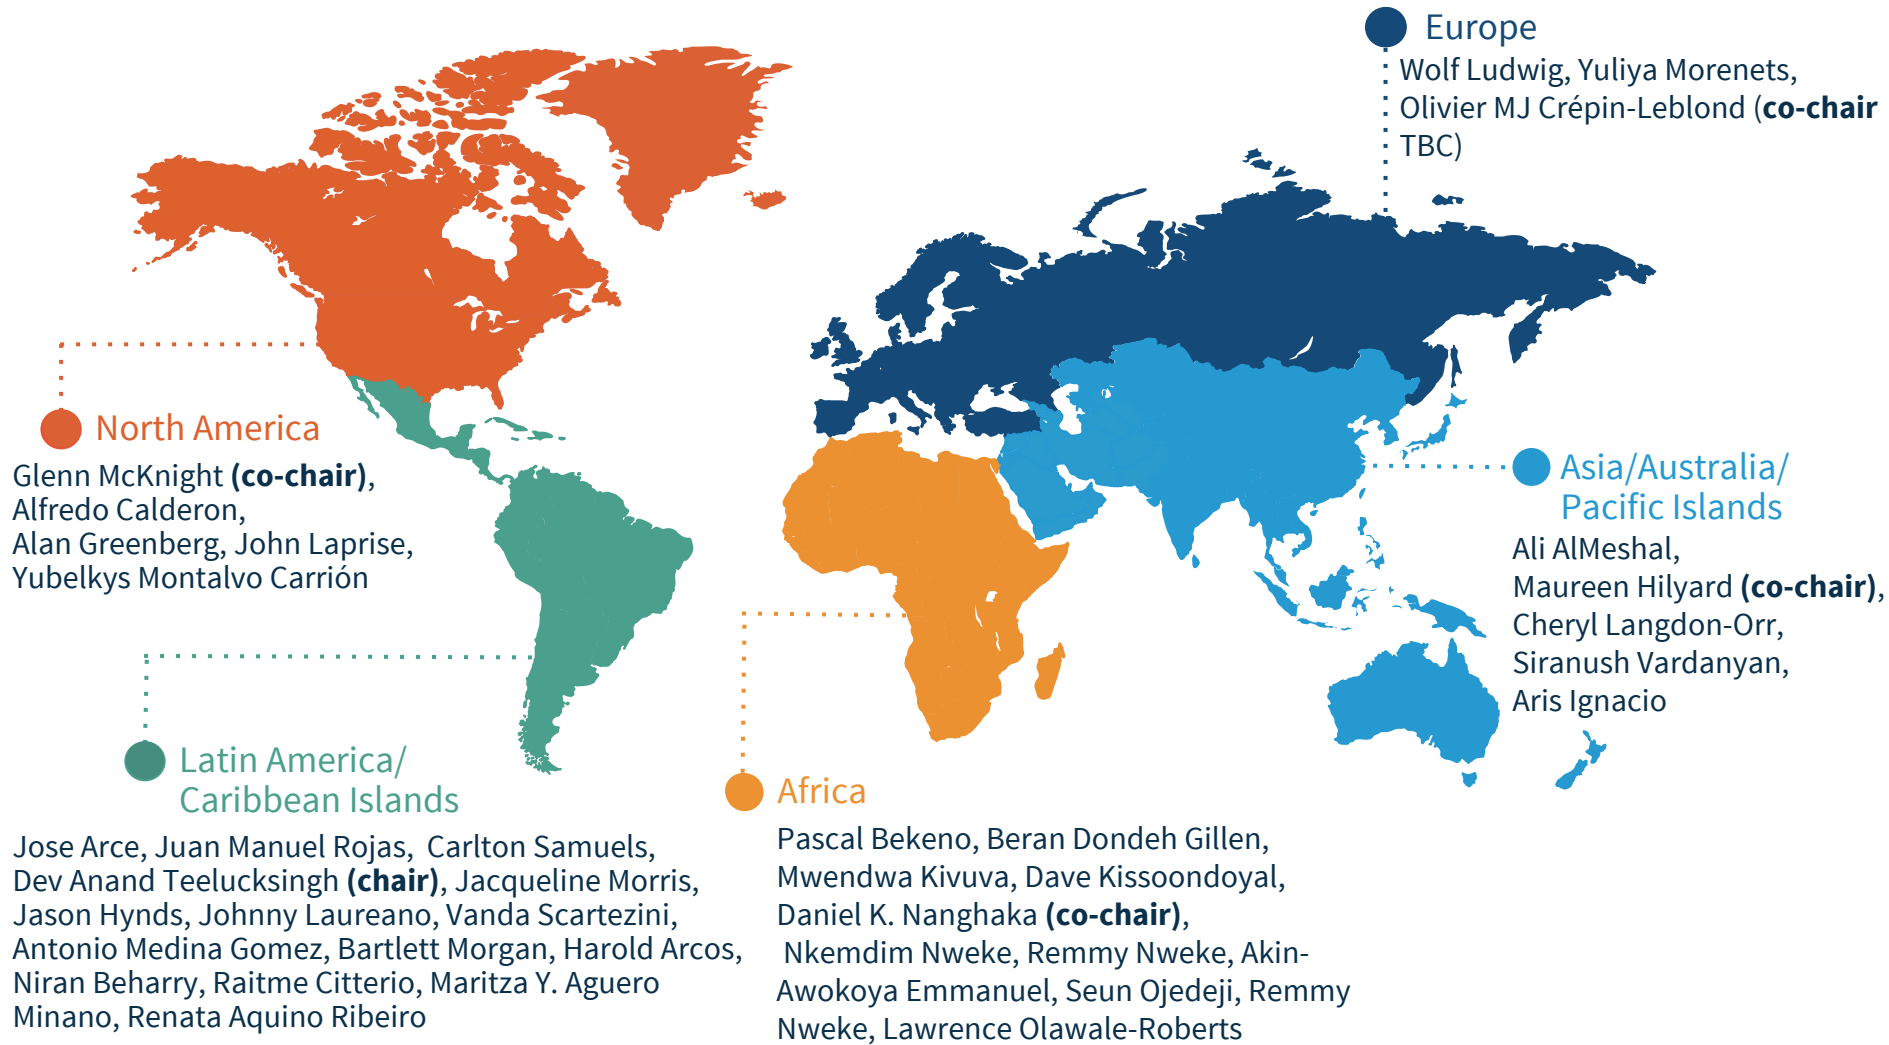 Europe
Wolf Ludwig, Yuliya Morenets,
Olivier MJ Crépin-Leblond (co-chair
TBC)
North America
Glenn McKnight (co-chair),
Alfredo Calderon,
Alan Greenberg, John Laprise,
Yubelkys Montalvo Carrión
Asia/Australia/
Pacific Islands
Ali AlMeshal,
Maureen Hilyard (co-chair),
Cheryl Langdon-Orr,
Siranush Vardanyan,
Aris Ignacio
Latin America/
Caribbean Islands
Jose Arce, Juan Manuel Rojas, Carlton Samuels,
Dev Anand Teelucksingh (chair), Jacqueline Morris,
Jason Hynds, Johnny Laureano, Vanda Scartezini,
Antonio Medina Gomez, Bartlett Morgan, Harold Arcos,
Niran Beharry, Raitme Citterio, Maritza Y. Aguero
Minano, Renata Aquino Ribeiro
Africa
Pascal Bekeno, Beran Dondeh Gillen,
Mwendwa Kivuva, Dave Kissoondoyal,
Daniel K. Nanghaka (co-chair),
Nkemdim Nweke, Remmy Nweke, Akin-
Awokoya Emmanuel, Seun Ojedeji, Remmy
Nweke, Lawrence Olawale-Roberts